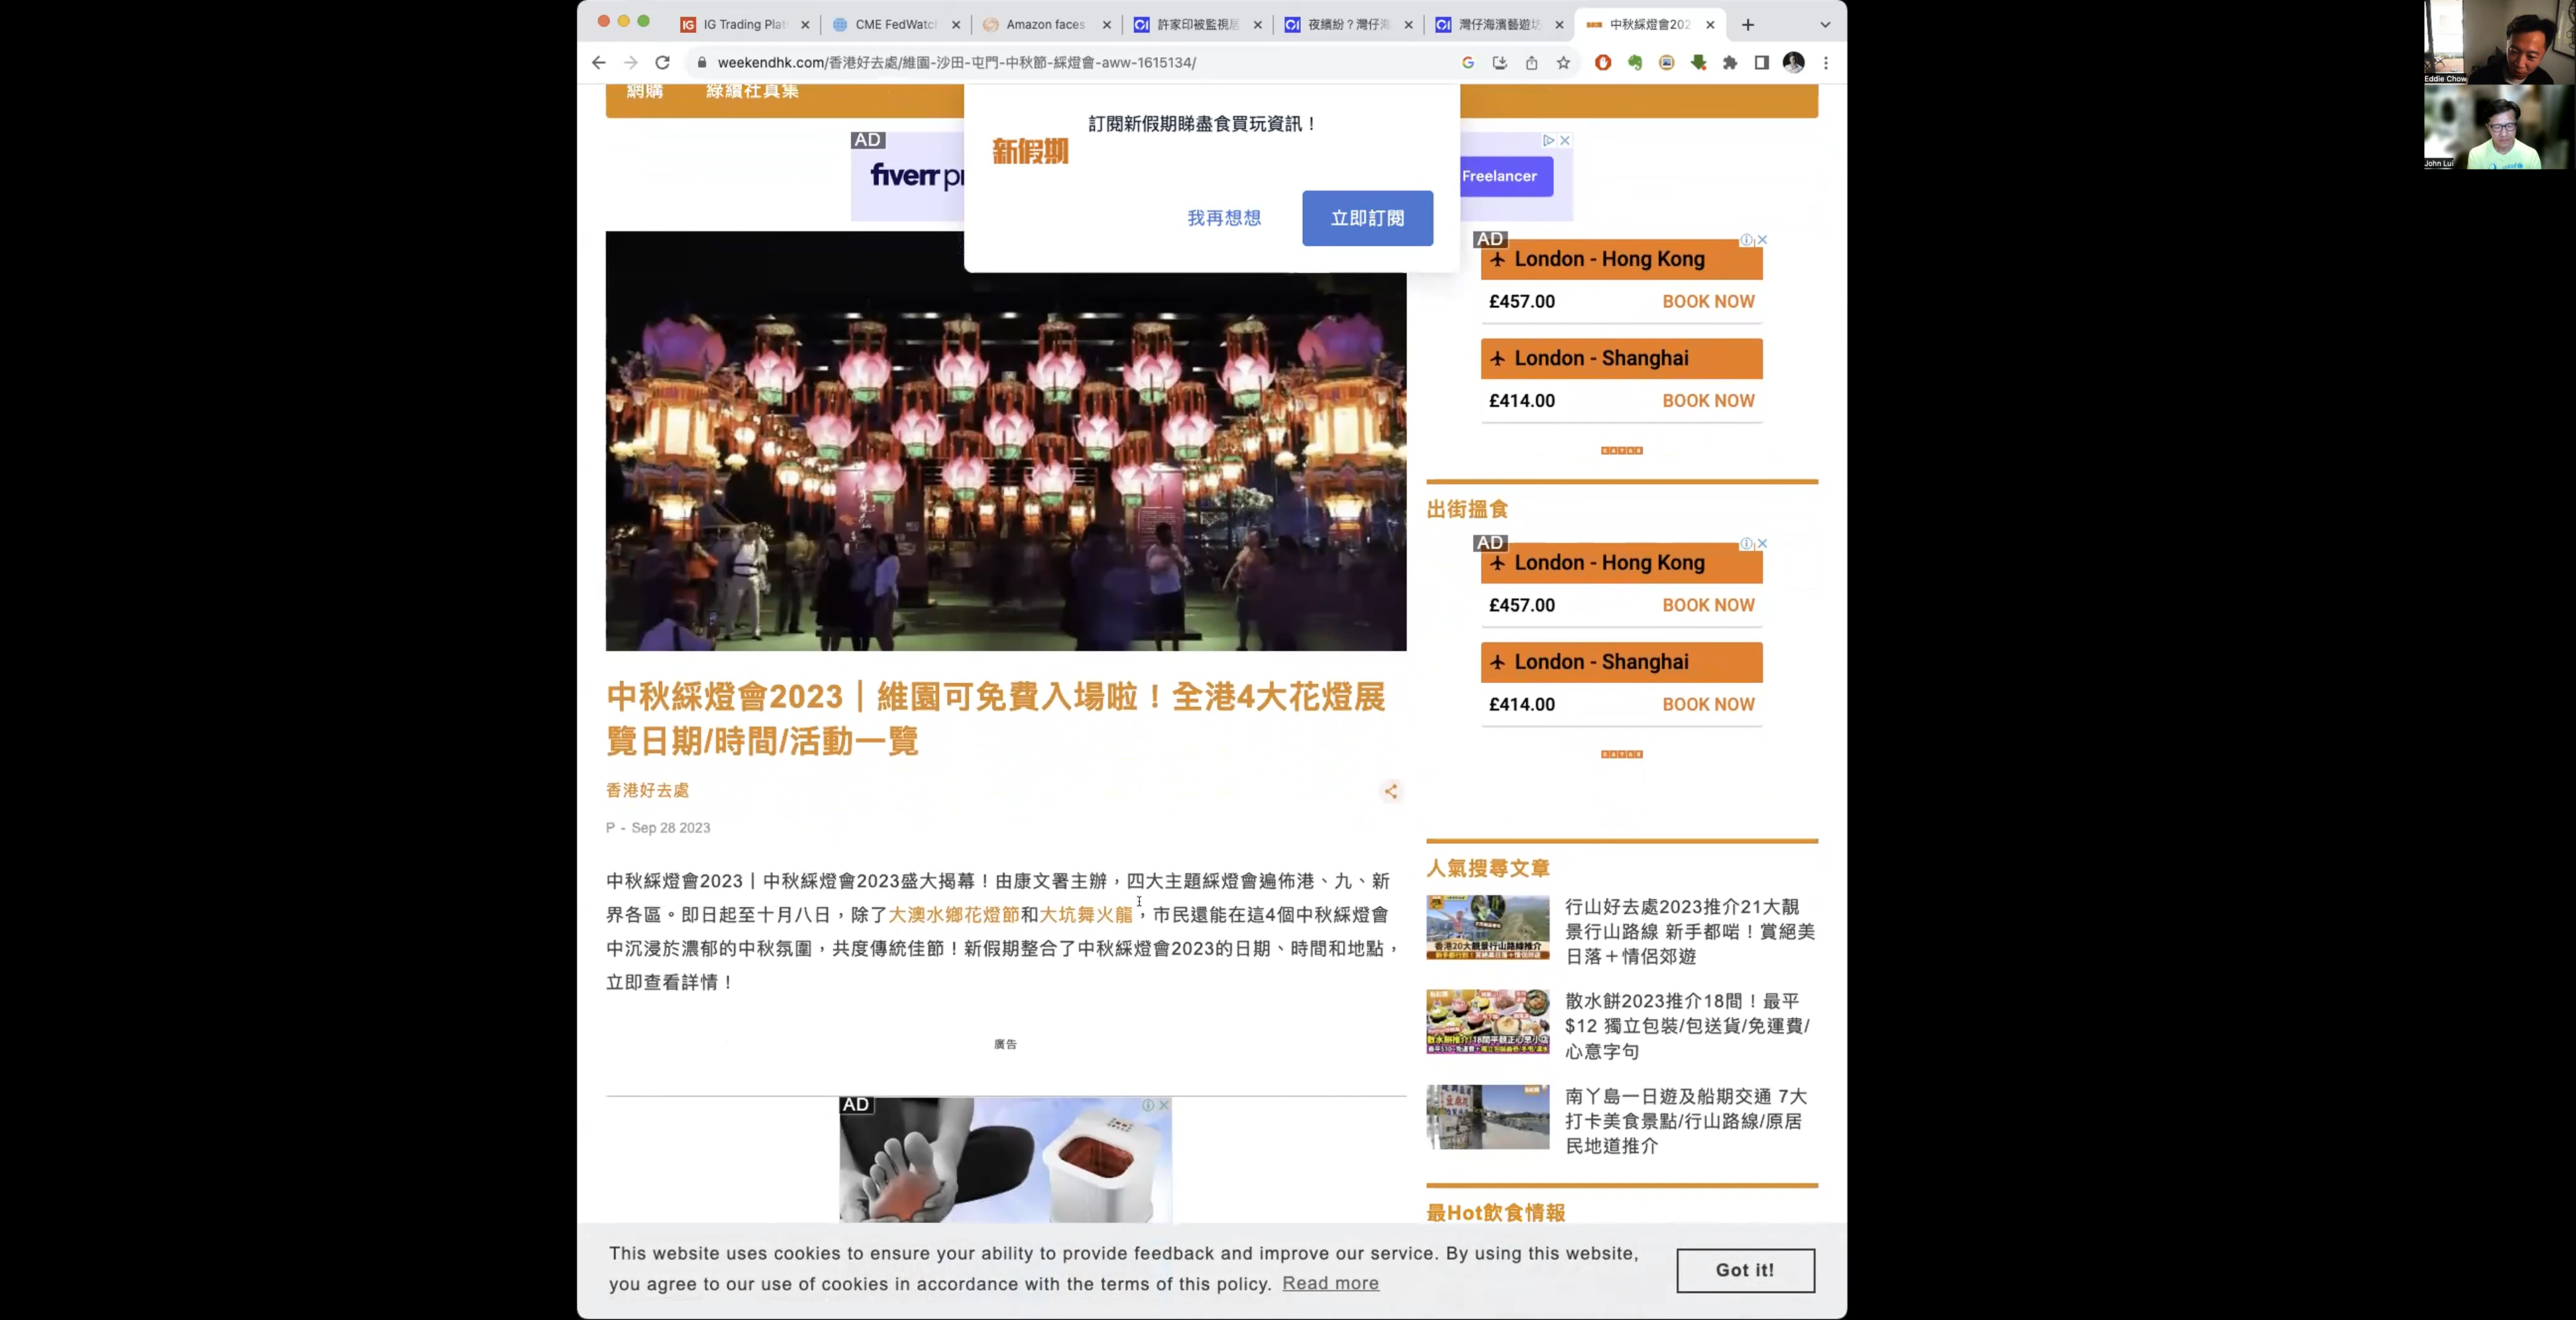 IG Trading Plat
CME FedWatch
Amazon faces
許家印被監視居
夜繽紛？灣仔海
灣仔海濱藝遊坊
中秋綵燈會202
weekendhk.com/香港好去處/維園-沙田-屯門-中秋節-綵燈會-aww-1615134/
Eddie Chow
John Lui
網購
訂閱新假期睇盡食買玩資訊！
新假期
我再想想
立即訂閱
AD
fiverr
Freelancer
AD
London - Hong Kong
£457.00 BOOK NOW
London - Shanghai
£414.00 BOOK NOW
出街搵食
AD
London - Hong Kong
£457.00 BOOK NOW
London - Shanghai
£414.00 BOOK NOW
中秋綵燈會2023｜維園可免費入場啦！全港4大花燈展
覽日期/時間/活動一覽
香港好去處
P - Sep 28 2023
中秋綵燈會2023｜中秋綵燈會2023盛大揭幕！由康文署主辦，四大主題綵燈會遍佈港、九、新
界各區。即日起至十月八日，除了大澳水鄉花燈節和大坑舞火龍，市民還能在這4個中秋綵燈會
中沉浸於濃郁的中秋氛圍，共度傳統佳節！新假期整合了中秋綵燈會2023的日期、時間和地點，
立即查看詳情！
廣告
AD
人氣搜尋文章
香港20大靚景行山路線推介
行山好去處2023推介21大靚
景行山路線 新手都啱！賞絕美
日落＋情侶郊遊
散水餅2023推介18間！最平
$12 獨立包裝/包送貨/免運費/
心意字句
南丫島一日遊及船期交通 7大
打卡美食景點/行山路線/原居
民地道推介
最Hot飲食情報
This website uses cookies to ensure your ability to provide feedback and improve our service. By using this website,
you agree to our use of cookies in accordance with the terms of this policy. Read more
Got it!